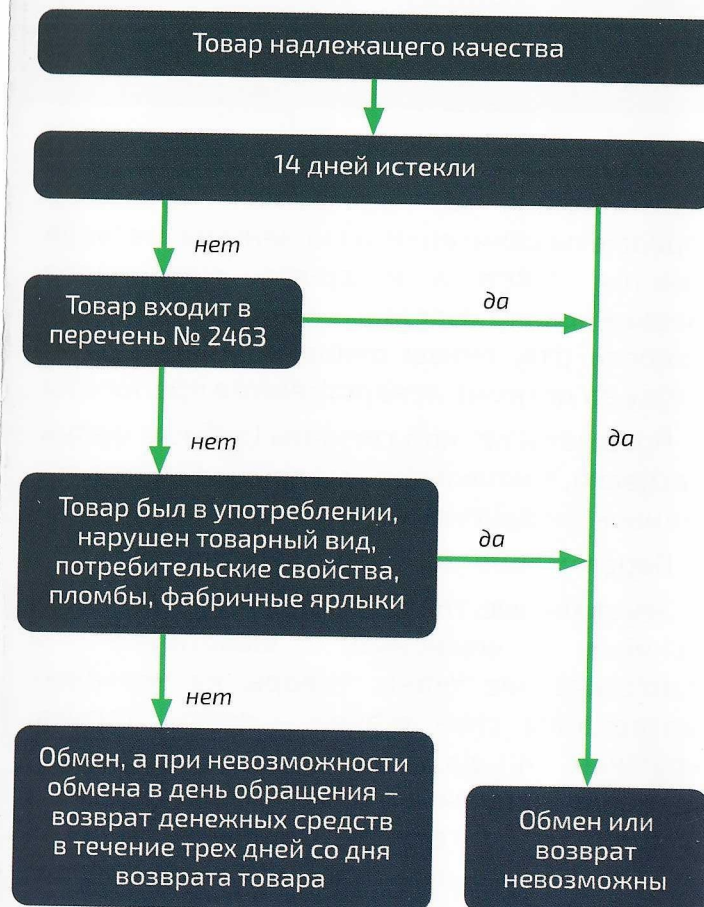 Товар надлежащего качества
14 дней истекли
нет
Товар входит в
перечень № 2463
да
нет
да
Товар был в употреблении,
нарушен товарный вид,
потребительские свойства,
пломбы, фабричные ярлыки
да
нет
Обмен, а при невозможности
обмена в день обращения –
возврат денежных средств
в течение трех дней со дня
возврата товара
Обмен или
возврат
невозможны